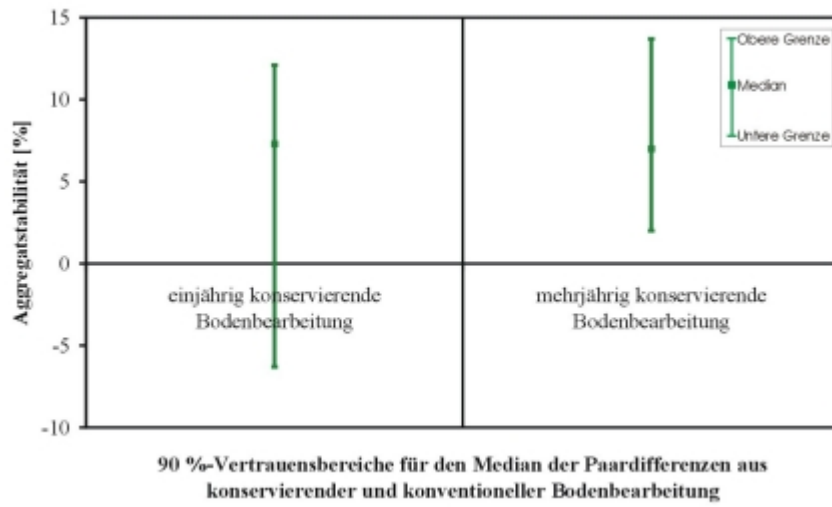 15
10
5
0
-5
-10
Aggregatstabilität [%]
Obere Grenze
Median
Untere Grenze
einjährig konservierende
Bodenbearbeitung
mehrjährig konservierende
Bodenbearbeitung
90 %-Vertrauensbereiche für den Median der Paardifferenzen aus
konservierender und konventioneller Bodenbearbeitung